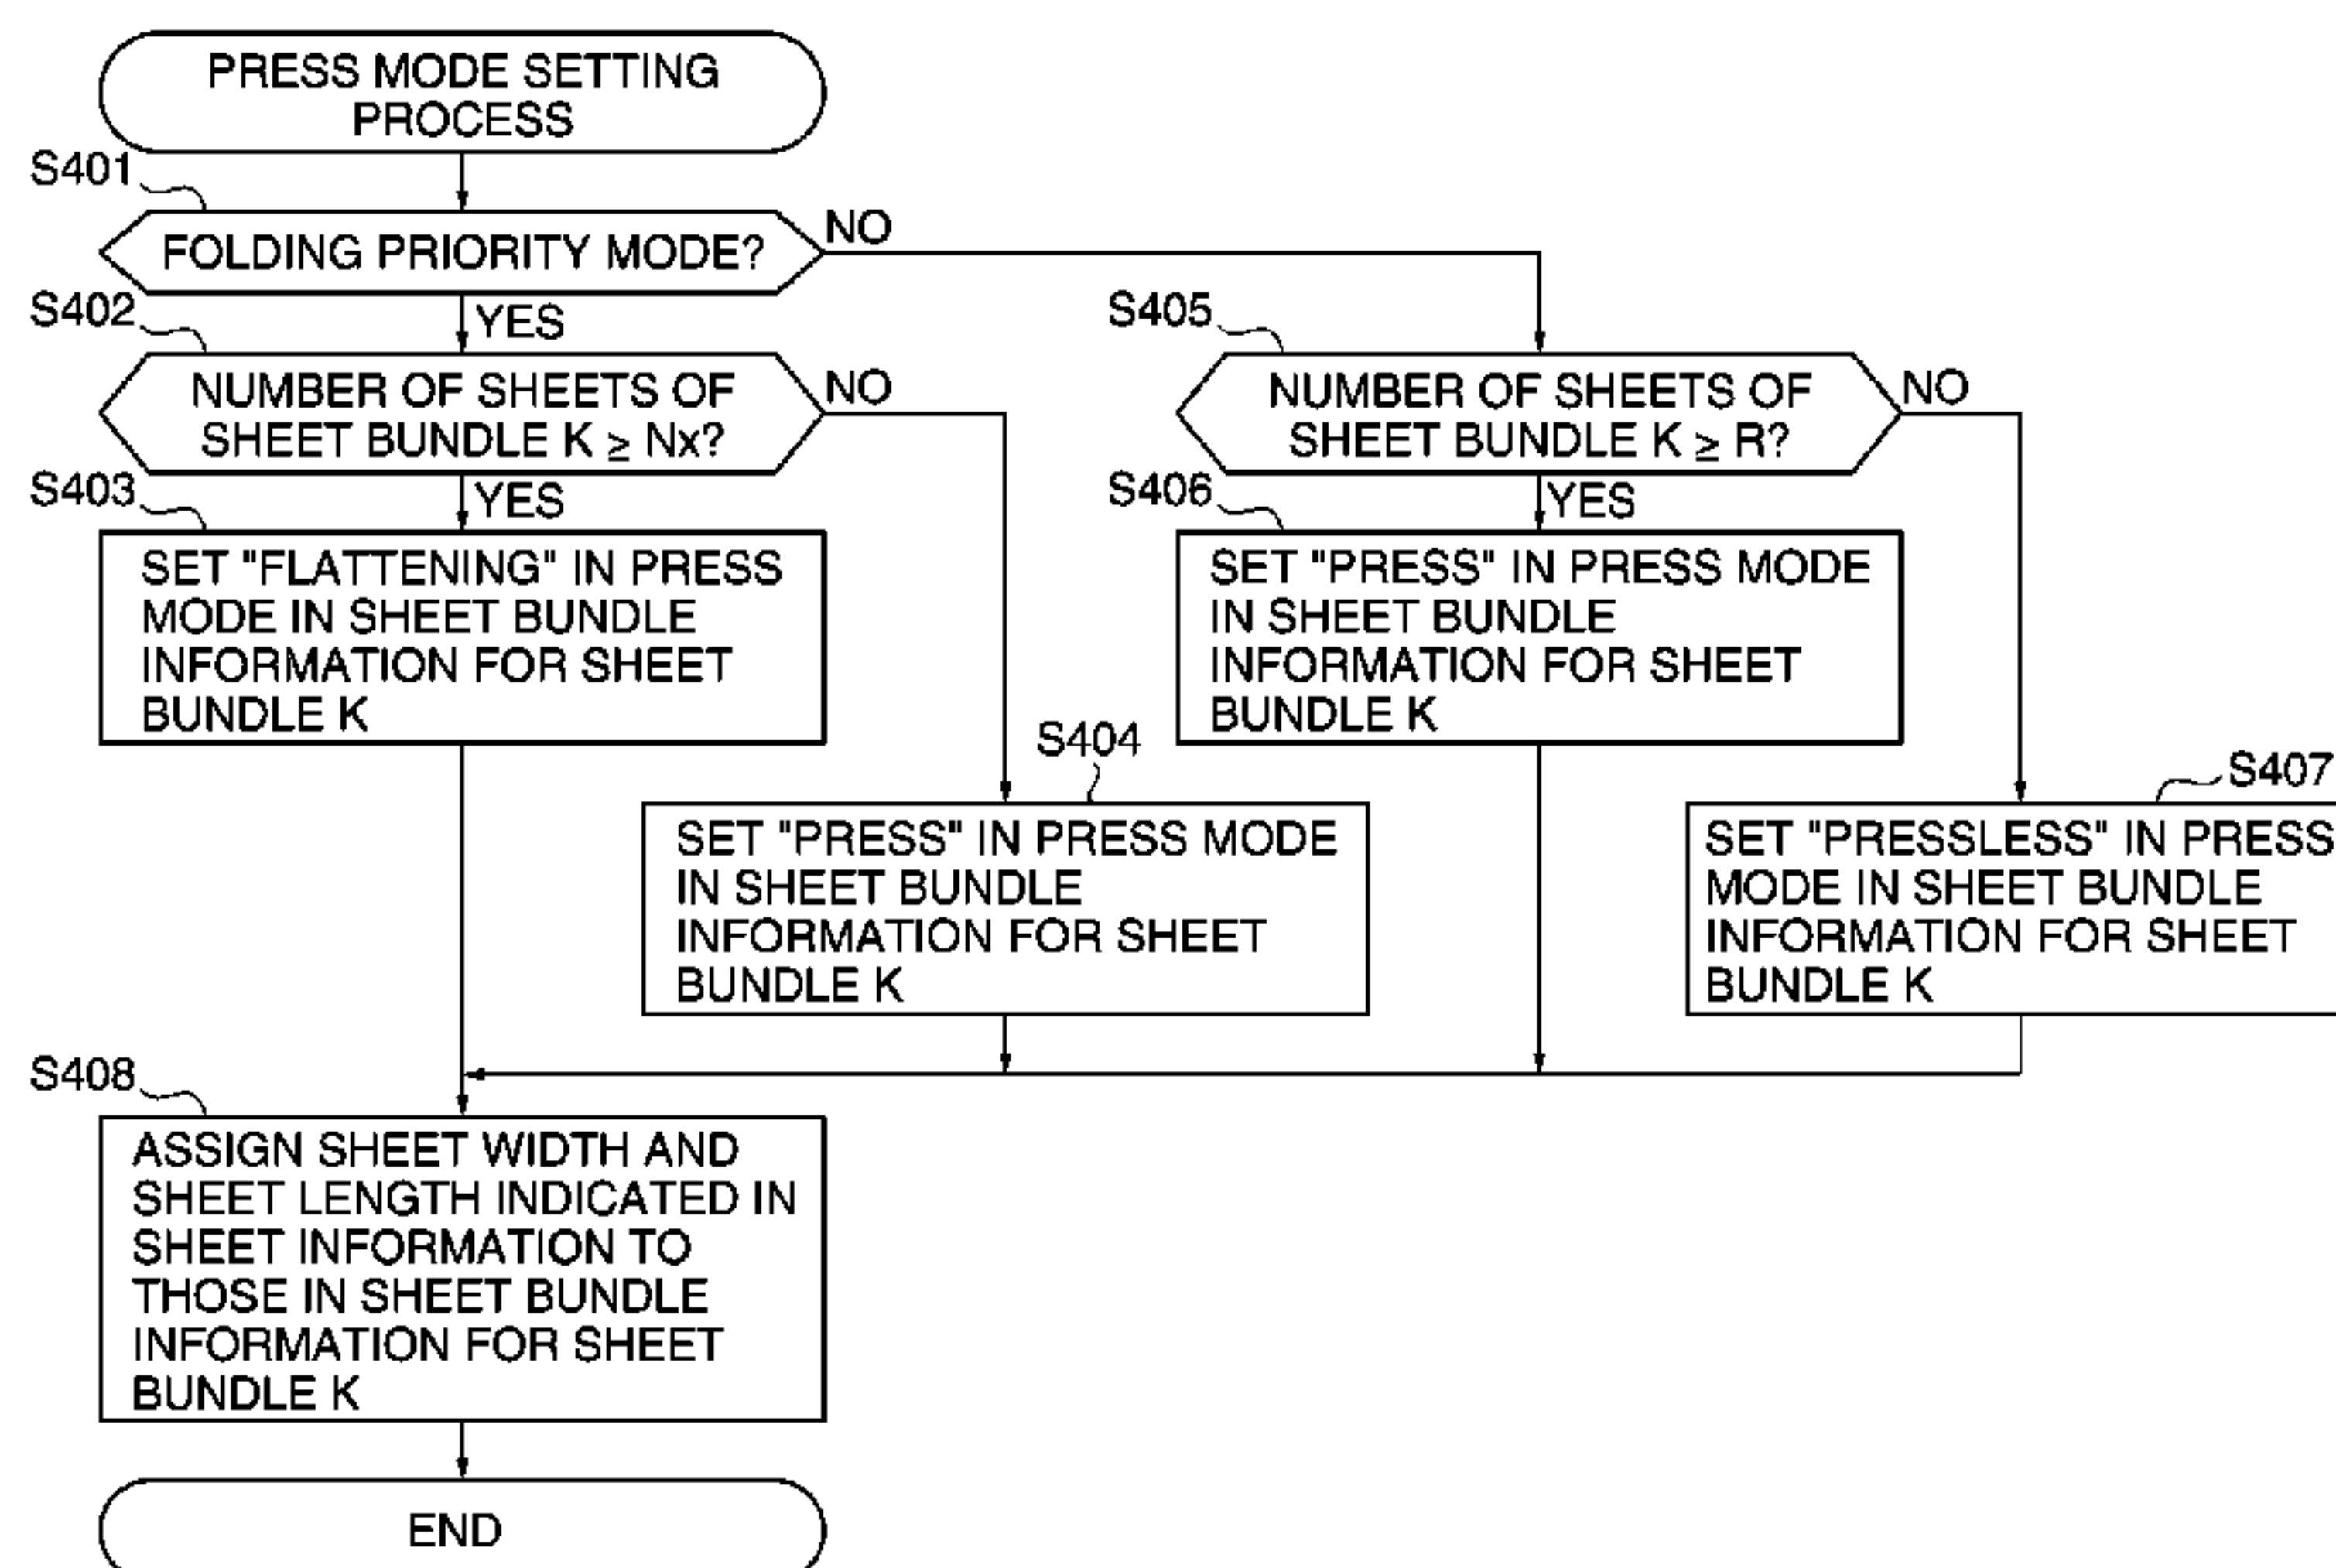 PRESS MODE SETTING
PROCESS
S401
FOLDING PRIORITY MODE?
NO
YES
S402
NUMBER OF SHEETS OF
SHEET BUNDLE K ≥ Nx?
NO
YES
S403
SET "FLATTENING" IN PRESS
MODE IN SHEET BUNDLE
INFORMATION FOR SHEET
BUNDLE K
S404
SET "PRESS" IN PRESS MODE
IN SHEET BUNDLE
INFORMATION FOR SHEET
BUNDLE K
S405
NUMBER OF SHEETS OF
SHEET BUNDLE K ≥ R?
NO
YES
S406
SET "PRESS" IN PRESS MODE
IN SHEET BUNDLE
INFORMATION FOR SHEET
BUNDLE K
S407
SET "PRESSLESS" IN PRESS
MODE IN SHEET BUNDLE
INFORMATION FOR SHEET
BUNDLE K
S408
ASSIGN SHEET WIDTH AND
SHEET LENGTH INDICATED IN
SHEET INFORMATION TO
THOSE IN SHEET BUNDLE
INFORMATION FOR SHEET
BUNDLE K
END